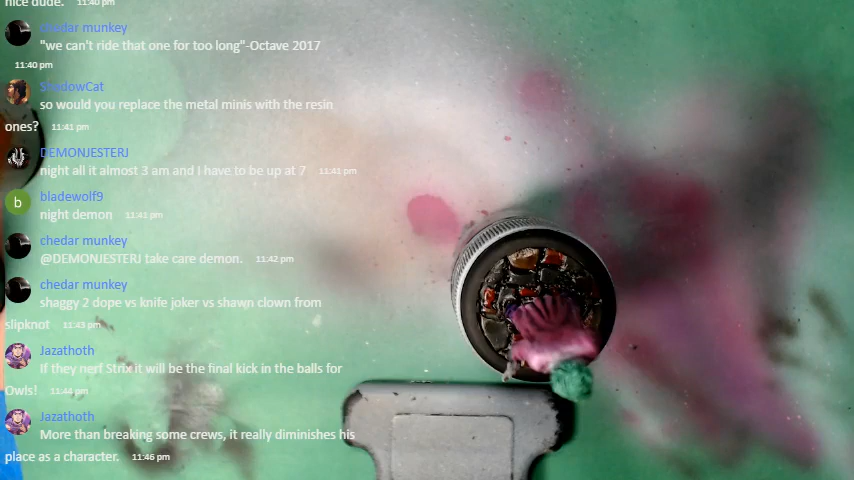 nice dude. 11:40 pm
chedar munkey
"we can't ride that one for too long"-Octave 2017
11:40 pm
ShadowCat
so would you replace the metal minis with the resin
ones? 11:41 pm
DEMONJESTERJ
night all it almost 3 am and I have to be up at 7 11:41 pm
b
bladewolf9
night demon 11:41 pm
chedar munkey
@DEMONJESTERJ take care demon. 11:42 pm
chedar munkey
shaggy 2 dope vs knife joker vs shawn clown from
slipknot 11:43 pm
Jazathoth
If they nerf Strix it will be the final kick in the balls for
Owls! 11:44 pm
Jazathoth
More than breaking some crews, it really diminishes his
place as a character. 11:46 pm